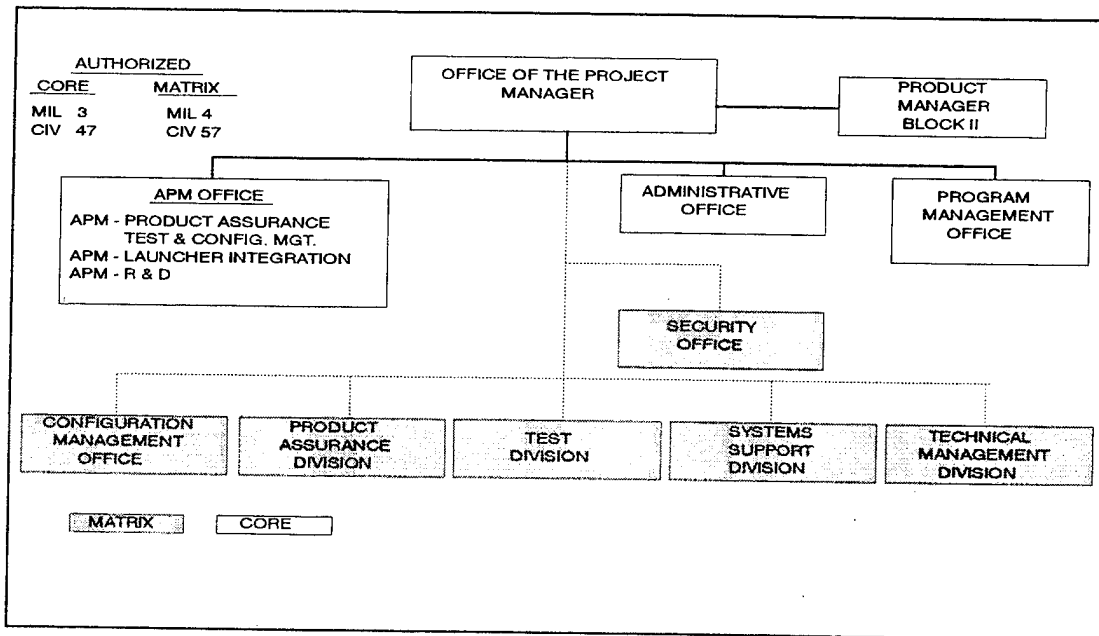 AUTHORIZED
CORE MATRIX
MIL 3 MIL 4
CIV 47 CIV 57
OFFICE OF THE PROJECT
MANAGER
PRODUCT
MANAGER
BLOCK II
APM OFFICE
APM - PRODUCT ASSURANCE
TEST & CONFIG. MGT.
APM - LAUNCHER INTEGRATION
APM - R & D
ADMINISTRATIVE
OFFICE
PROGRAM
MANAGEMENT
OFFICE
SECURITY
OFFICE
CONFIGURATION
MANAGEMENT
OFFICE
PRODUCT
ASSURANCE
DIVISION
TEST
DIVISION
SYSTEMS
SUPPORT
DIVISION
TECHNICAL
MANAGEMENT
DIVISION
MATRIX
CORE